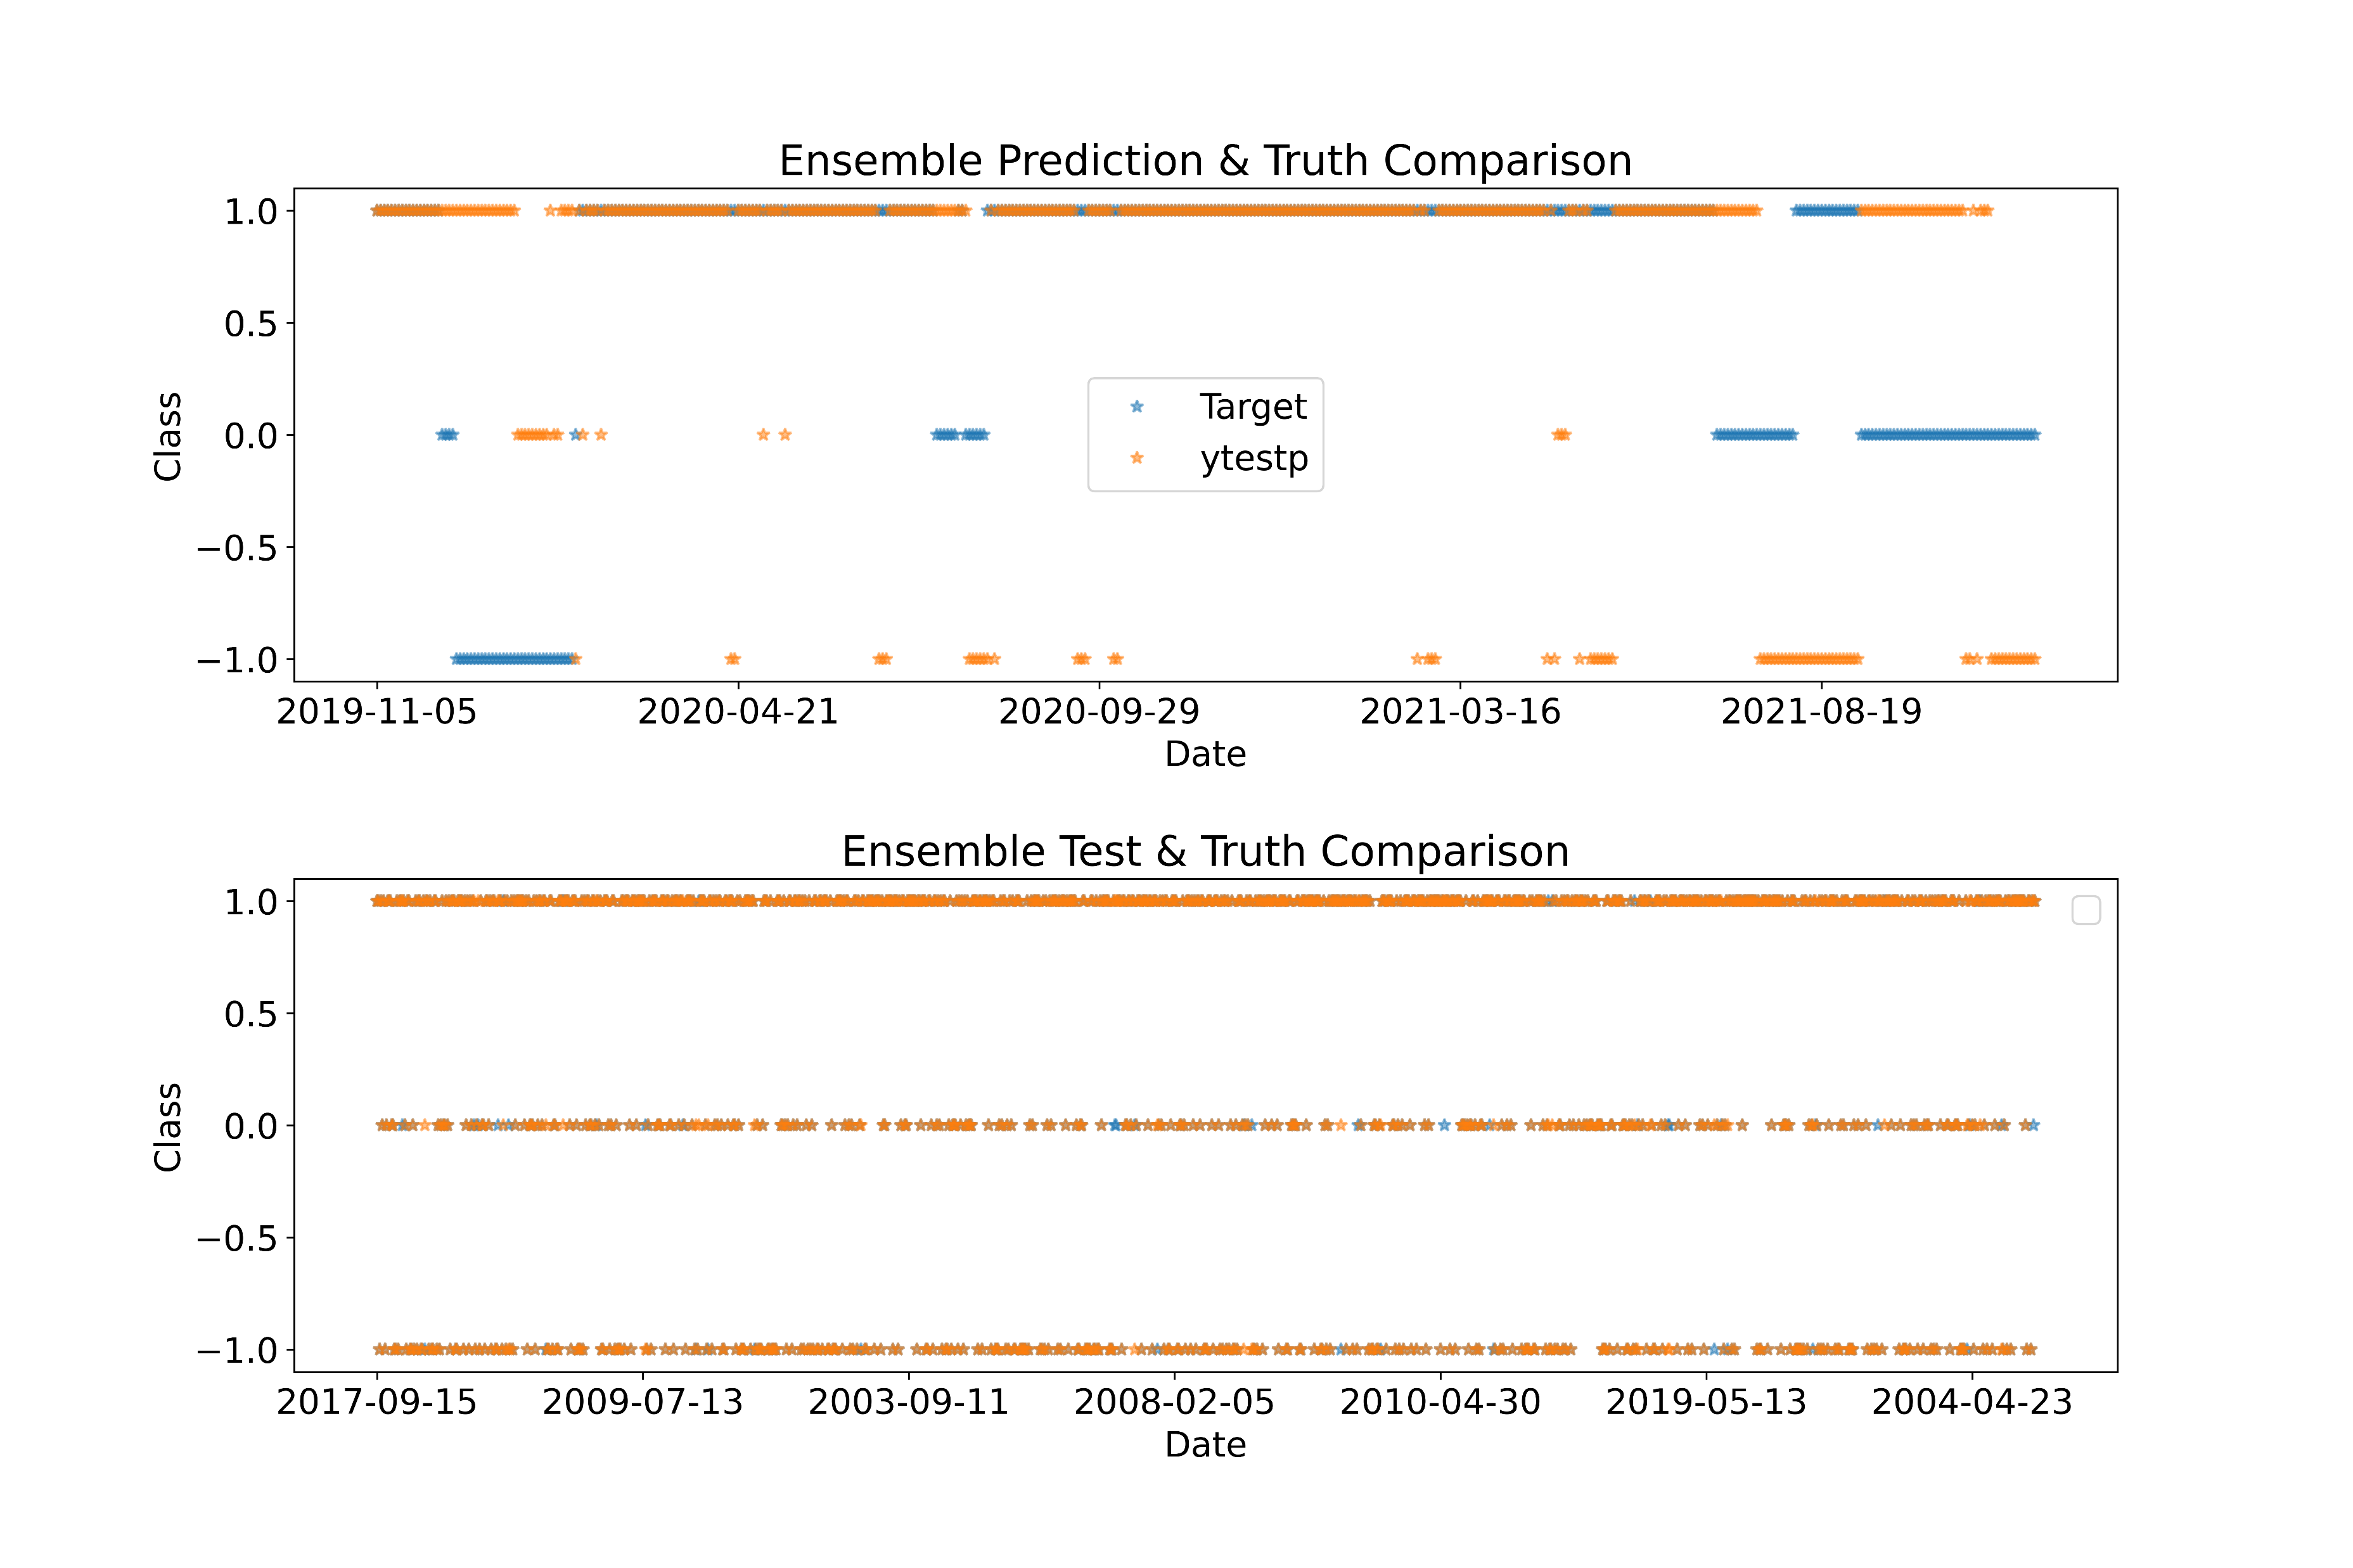 Ensemble Prediction & Truth Comparison
1.0
0.5
0.0
−0.5
−1.0
Class
Target
ytestp
2019-11-05 2020-04-21 2020-09-29 2021-03-16 2021-08-19
Date
Ensemble Test & Truth Comparison
1.0
0.5
0.0
−0.5
−1.0
Class
2017-09-15 2009-07-13 2003-09-11 2008-02-05 2010-04-30 2019-05-13 2004-04-23
Date